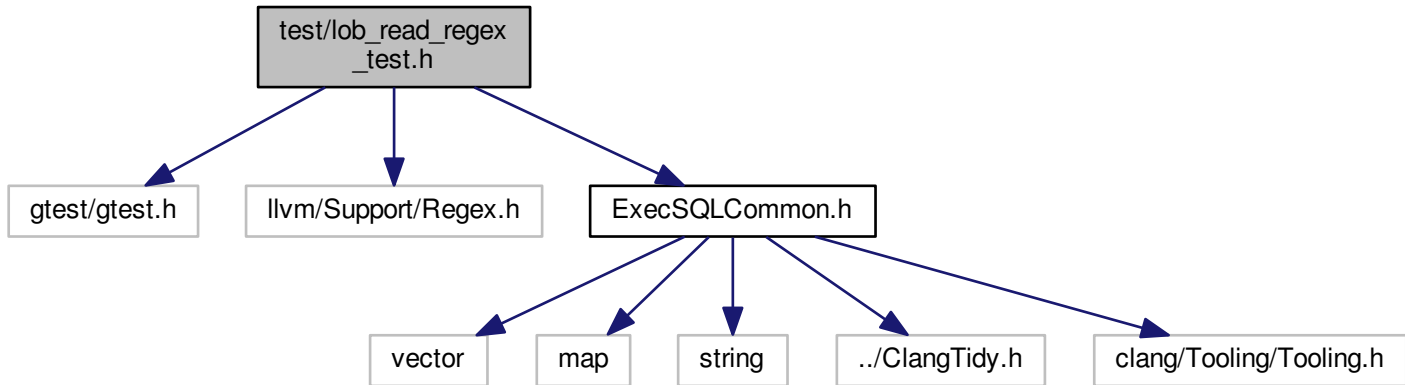 test/lob_read_regex
_test.h
gtest/gtest.h
llvm/Support/Regex.h
ExecSQLCommon.h
vector
map
string
../ClangTidy.h
clang/Tooling/Tooling.h